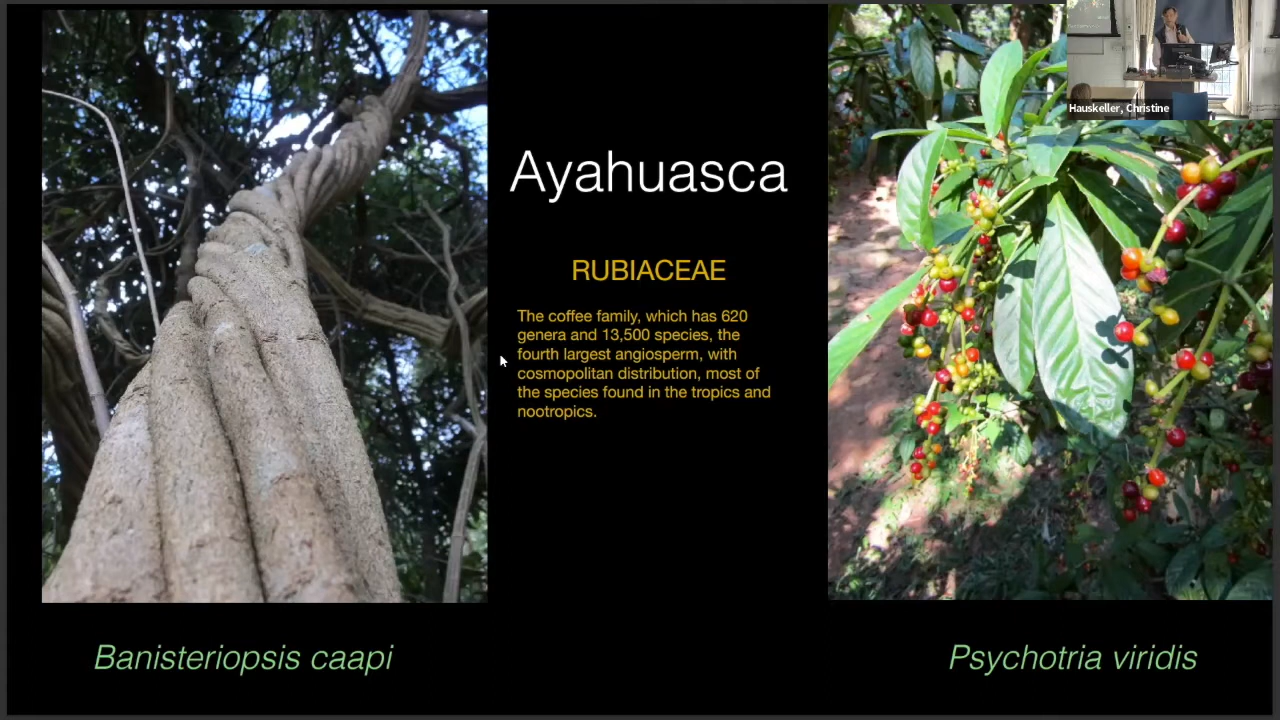 Ayahuasca
RUBIACEAE
The coffee family, which has 620
genera and 13,500 species, the
fourth largest angiosperm, with
cosmopolitan distribution, most of
the species found in the tropics and
nootropics.
Banisteriopsis caapi
Psychotria viridis
Hauskeller, Christine